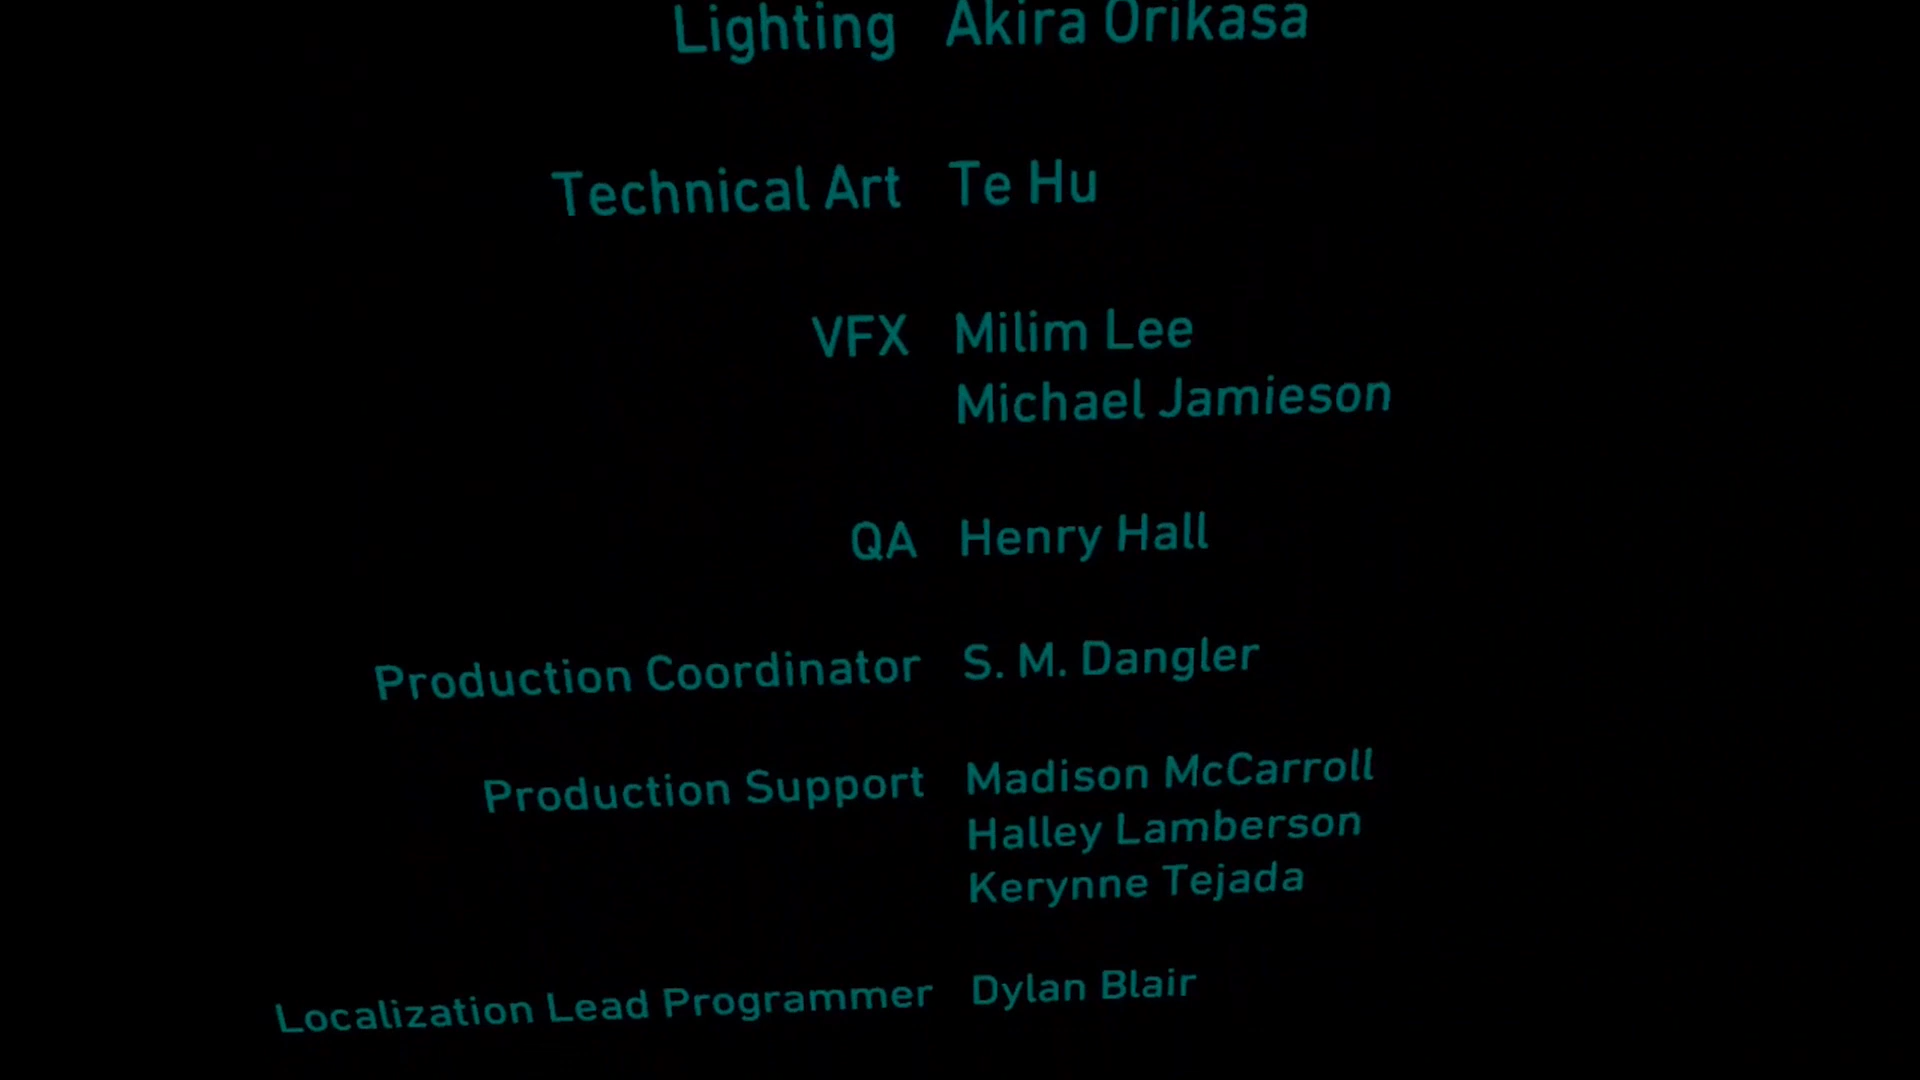 Lighting Akira Orikasa
Technical Art Te Hu
VFX Milim Lee
Michael Jamieson
QA Henry Hall
Production Coordinator S. M. Dangler
Production Support Madison McCarroll
Halley Lamberson
Kerynne Tejada
Localization Lead Programmer Dylan Blair